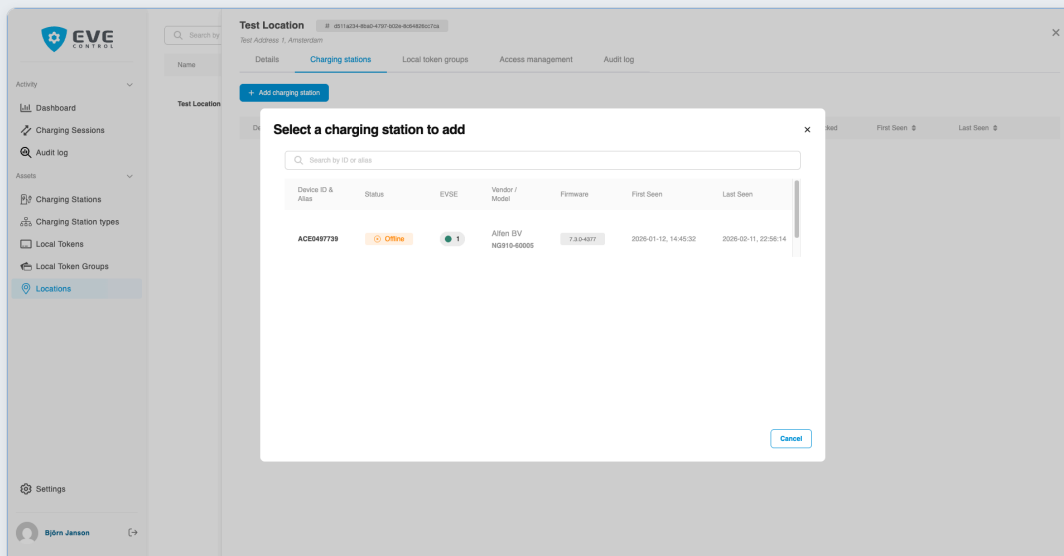 EVE
CONTROL
Activity
Dashboard
Charging Sessions
Audit log
Assets
Charging Stations
Charging Station types
Local Tokens
Local Token Groups
Locations
Settings
Björn Janson
Search by
Name
Test Location
Test Location
Test Address 1, Amsterdam
Details Charging stations Local token groups Access management Audit log
+ Add charging station
First Seen Last Seen
Select a charging station to add
Search by ID or alias
Device ID & Alias Status EVSE Vendor / Model Firmware First Seen Last Seen
ACE0497739 Offline 1 Alfen BV NG910-60005 7.3.0-4377 2026-01-12, 14:45:32 2026-02-11, 22:56:14
Cancel